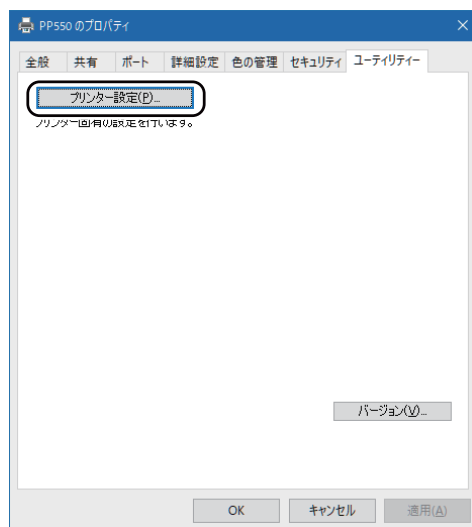 PP550 のプロパティ
全般 共有 ポート 詳細設定 色の管理 セキュリティ ユーティリティー
プリンター設定(P)...
プリンター固有の設定を行います。
バージョン(V)...
OK キャンセル 適用(A)